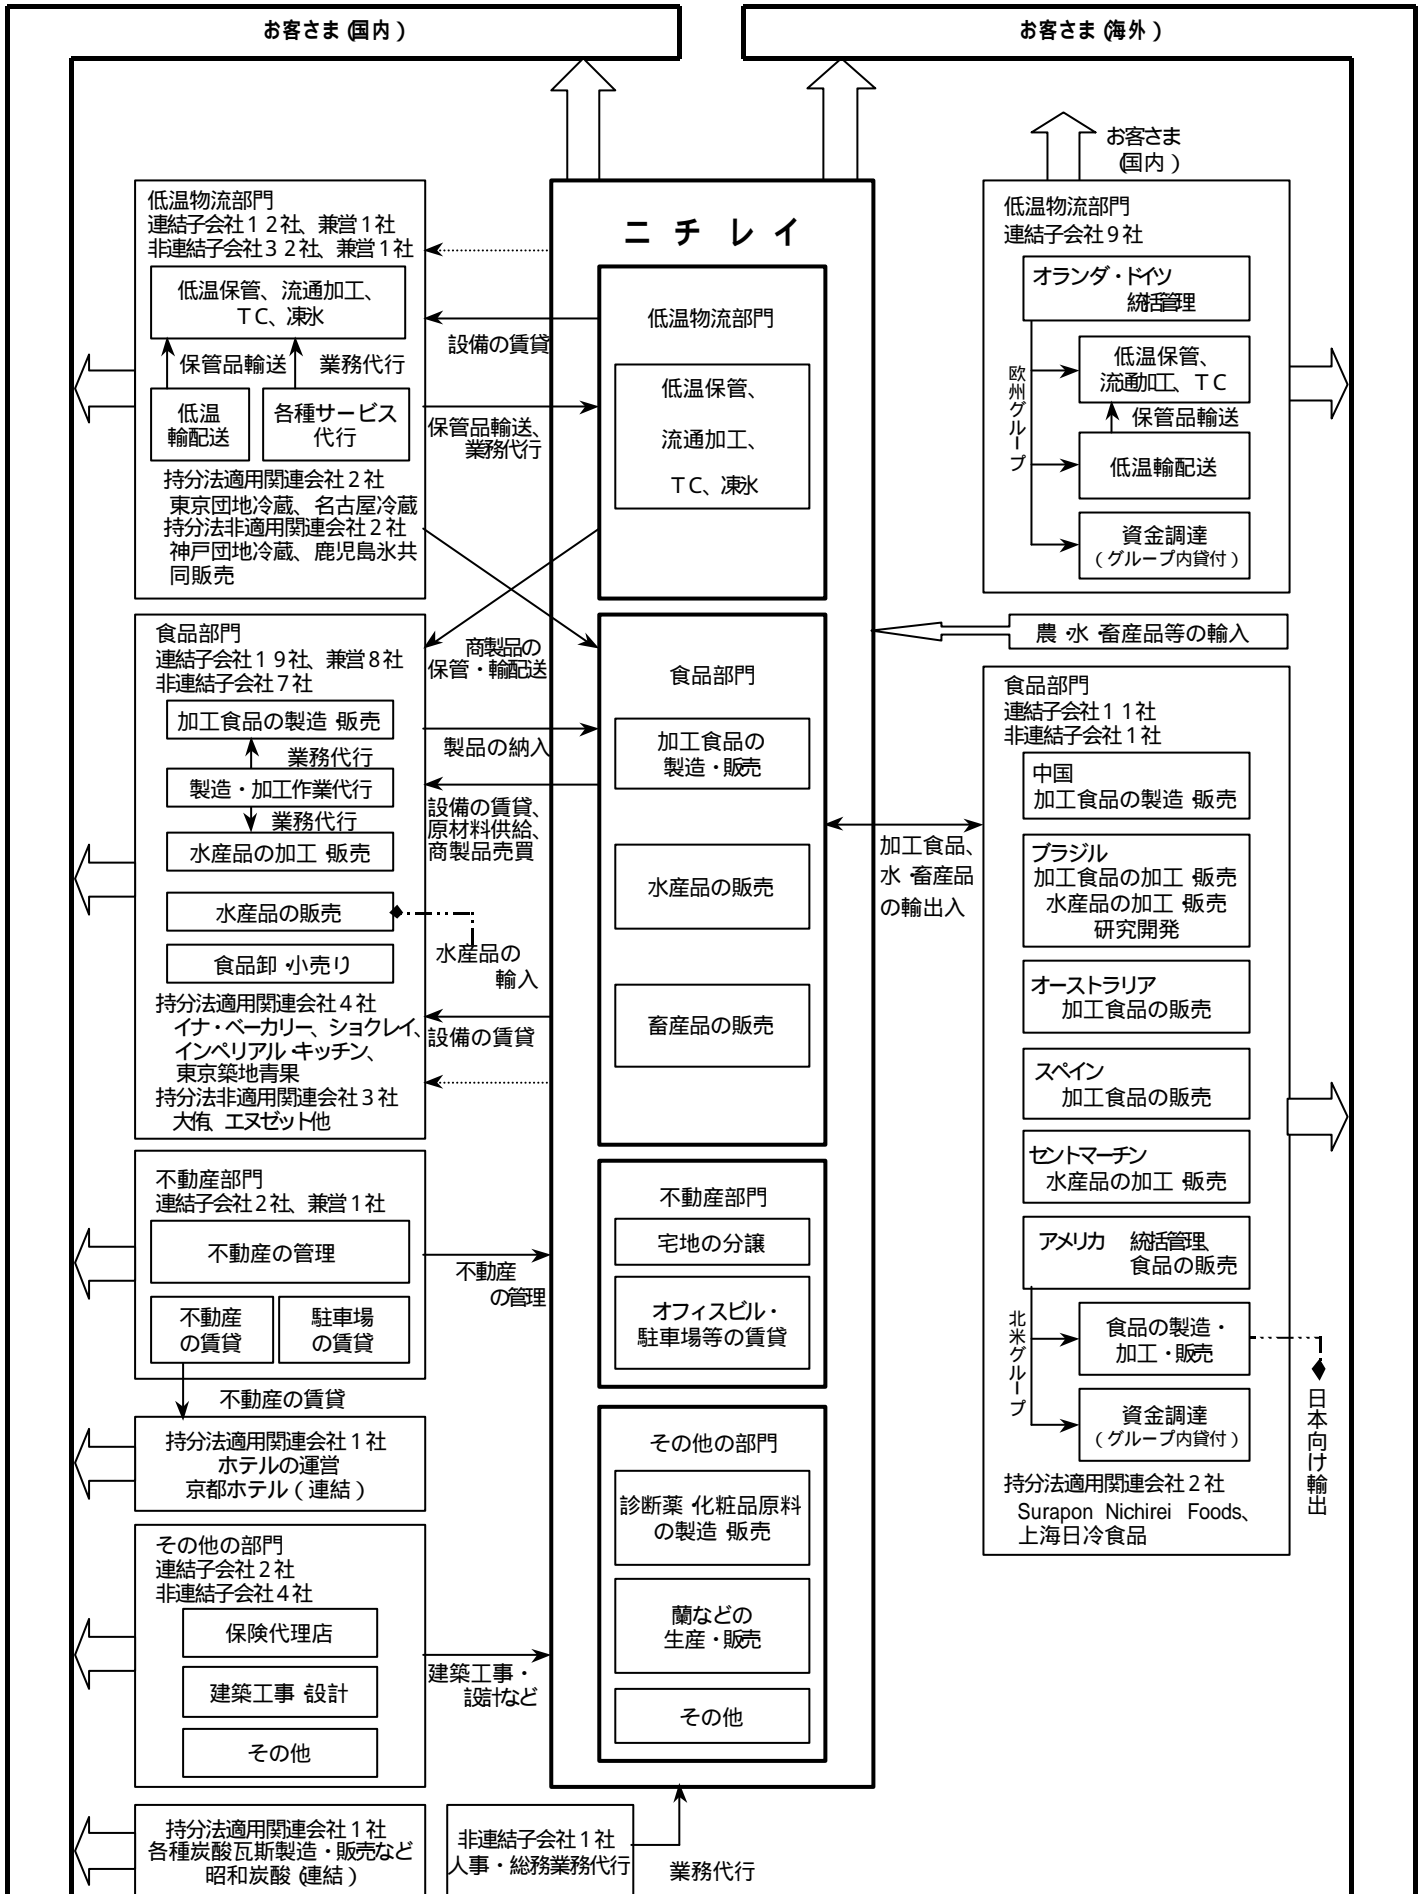 お客さま(国内)
お客さま(海外)
お客さま
(国内)
低温物流部門
連結子会社12社、兼営1社
非連結子会社32社、兼営1社
低温保管、流通加工、
TC、凍氷
保管品輸送
業務代行
低温
輸配送
各種サービス
代行
持分法適用関連会社2社
東京団地冷蔵、名古屋冷蔵
持分法非適用関連会社2社
神戸団地冷蔵、鹿児島氷共
同販売
設備の賃貸
保管品輸送、
業務代行
ニチレイ
低温物流部門
低温保管、
流通加工、
TC、凍氷
低温物流部門
連結子会社9社
オランダ・ドイツ
統括管理
欧州グループ
低温保管、
流通加工、TC
保管品輸送
低温輸配送
資金調達
(グループ内貸付)
農・水・畜産品等の輸入
食品部門
連結子会社19社、兼営8社
非連結子会社7社
加工食品の製造・販売
業務代行
製造・加工作業代行
業務代行
水産品の加工・販売
水産品の販売
食品卸・小売り
持分法適用関連会社4社
イナ・ベーカリー、ショクレイ、
インペリアル・キッチン、
東京築地青果
持分法非適用関連会社3社
大侑、エヌゼット他
商製品の
保管・輸配送
製品の納入
設備の賃貸、
原材料供給、
商製品売買
水産品の
輸入
設備の賃貸
食品部門
加工食品の
製造・販売
水産品の販売
畜産品の販売
加工食品、
水・畜産品
の輸出入
食品部門
連結子会社11社
非連結子会社1社
中国
加工食品の製造・販売
ブラジル
加工食品の加工・販売
水産品の加工・販売
研究開発
オーストラリア
加工食品の販売
スペイン
加工食品の販売
セントマーチン
水産品の加工・販売
アメリカ 統括管理、
食品の販売
北米グループ
食品の製造・
加工・販売
資金調達
(グループ内貸付)
日本向け輸出
持分法適用関連会社2社
Surapon Nichirei Foods、
上海日冷食品
不動産部門
連結子会社2社、兼営1社
不動産の管理
不動産
の賃貸
駐車場
の賃貸
不動産の賃貸
不動産
の管理
不動産部門
宅地の分譲
オフィスビル・
駐車場等の賃貸
持分法適用関連会社1社
ホテルの運営
京都ホテル(連結)
その他の部門
連結子会社2社
非連結子会社4社
保険代理店
建築工事・設計
その他
建築工事・
設計など
その他の部門
診断薬・化粧品原料
の製造・販売
蘭などの
生産・販売
その他
持分法適用関連会社1社
各種炭酸瓦斯製造・販売など
昭和炭酸(連結)
非連結子会社1社
人事・総務業務代行
業務代行